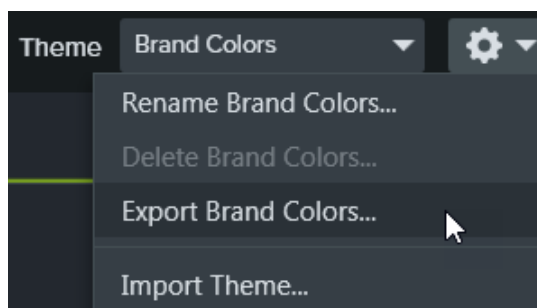 Theme Brand Colors
Rename Brand Colors...
Delete Brand Colors...
Export Brand Colors...
Import Theme...